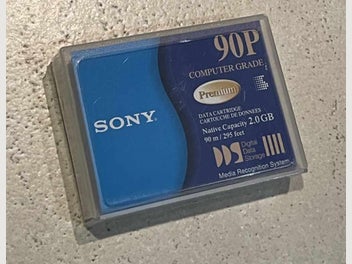 90P
COMPUTER GRADE
Premium
SONY
DATA CARTRIDGE
CARTOUCHE DE DONNÉES
Native Capacity 2.0 GB
90 m / 295 feet
DDS Digital
Data
Storage
Media Recognition System